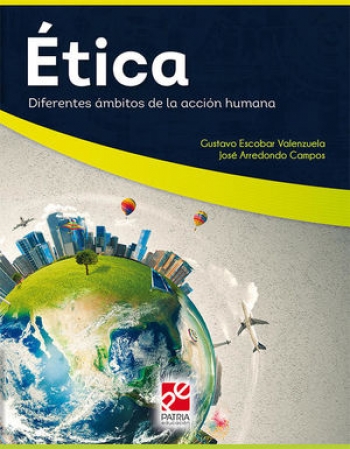 Ética
Diferentes ámbitos de la acción humana
Gustavo Escobar Valenzuela
José Arredondo Campos
PATRIA